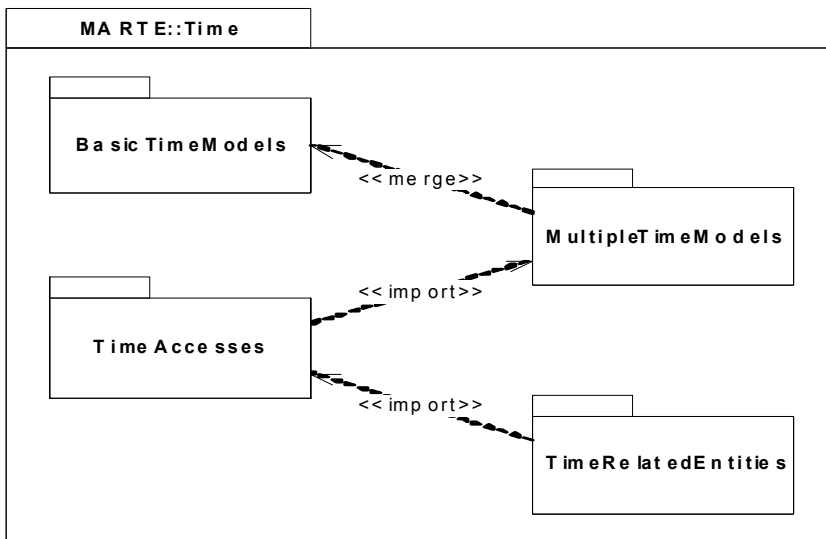 MARTE::Time
BasicTimeModels
<<merge>>
MultipleTimeModels
<<import>>
TimeAccesses
<<import>>
TimeRelatedEntities